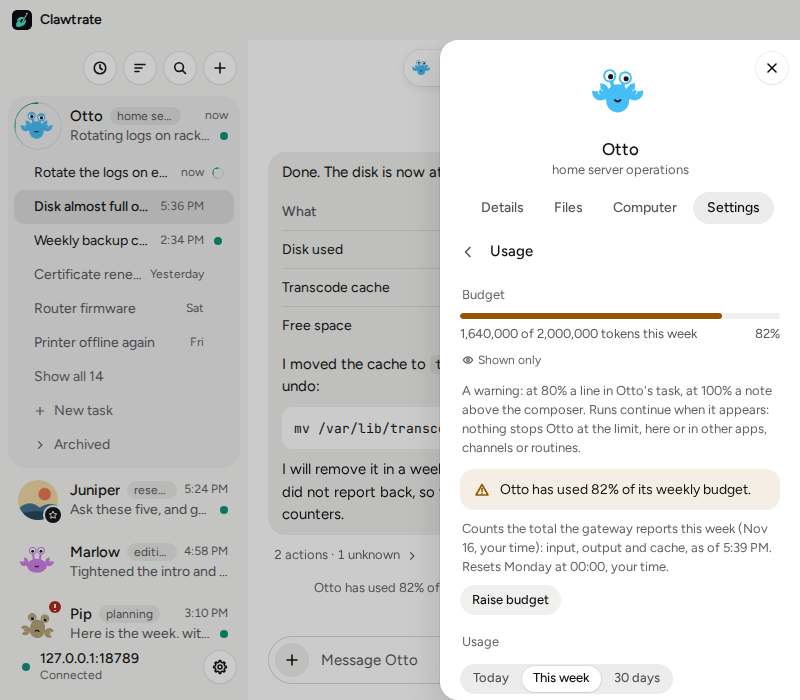 Clawtrate
Otto home se... now
Rotating logs on rack...
Rotate the logs on e... now
Disk almost full o... 5:36 PM
Weekly backup c... 2:34 PM
Certificate rene... Yesterday
Router firmware Sat
Printer offline again Fri
Show all 14
+ New task
Archived
Juniper rese... 5:24 PM
Ask these five, and g...
Marlow editi... 4:58 PM
Tightened the intro and ...
Pip planning 3:10 PM
Here is the week. wit...
127.0.0.1:18789
Connected
Done. The disk is now at
What
Disk used
Transcode cache
Free space
I moved the cache to
undo:
mv /var/lib/transc
I will remove it in a week
did not report back, so
counters.
2 actions · 1 unknown
Otto has used 82% of
Message Otto
Otto
home server operations
Details Files Computer Settings
Usage
Budget
1,640,000 of 2,000,000 tokens this week 82%
Shown only
A warning: at 80% a line in Otto's task, at 100% a note
above the composer. Runs continue when it appears:
nothing stops Otto at the limit, here or in other apps,
channels or routines.
Otto has used 82% of its weekly budget.
Counts the total the gateway reports this week (Nov
16, your time): input, output and cache, as of 5:39 PM.
Resets Monday at 00:00, your time.
Raise budget
Usage
Today This week 30 days